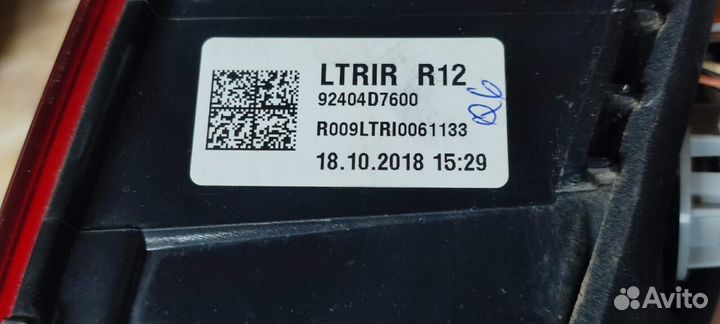 LTRIR R12
92404D7600
R009LTRI0061133
18.10.2018 15:29
Avito